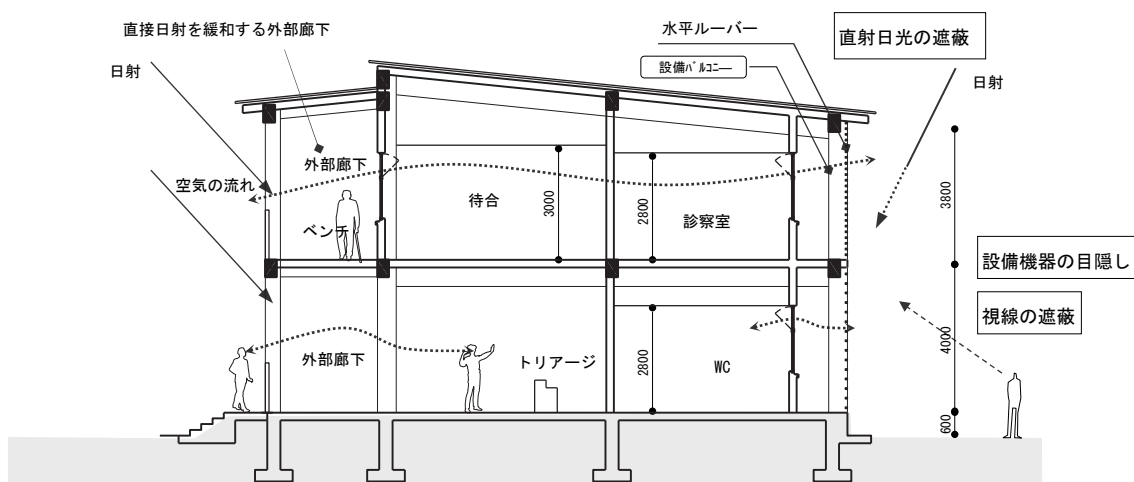 直接日射を緩和する外部廊下
水平ルーバー
直射日光の遮蔽
日射
設備ﾊﾞﾙｺﾆ―
日射
外部廊下
空気の流れ
待合
3000
2800
診察室
3800
ベンチ
設備機器の目隠し
視線の遮蔽
外部廊下
トリアージ
2800
WC
4000
600